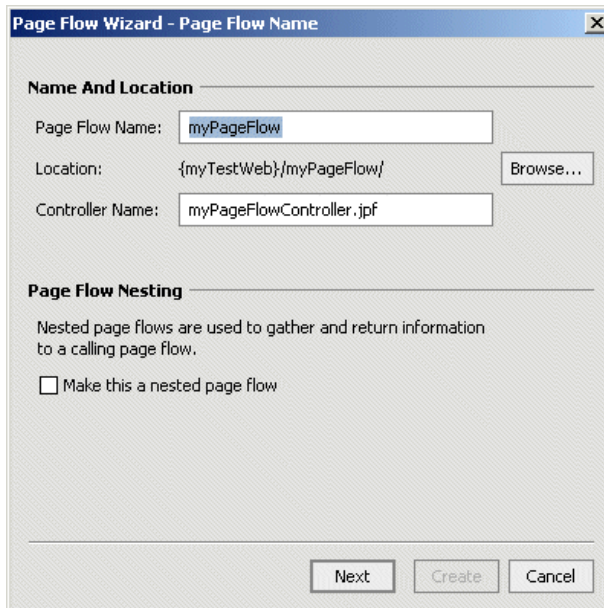 Page Flow Wizard - Page Flow Name
Name And Location
Page Flow Name: myPageFlow
Location: {myTestWeb}/myPageFlow/ Browse...
Controller Name: myPageFlowController.jpf
Page Flow Nesting
Nested page flows are used to gather and return information
to a calling page flow.
Make this a nested page flow
Next Create Cancel